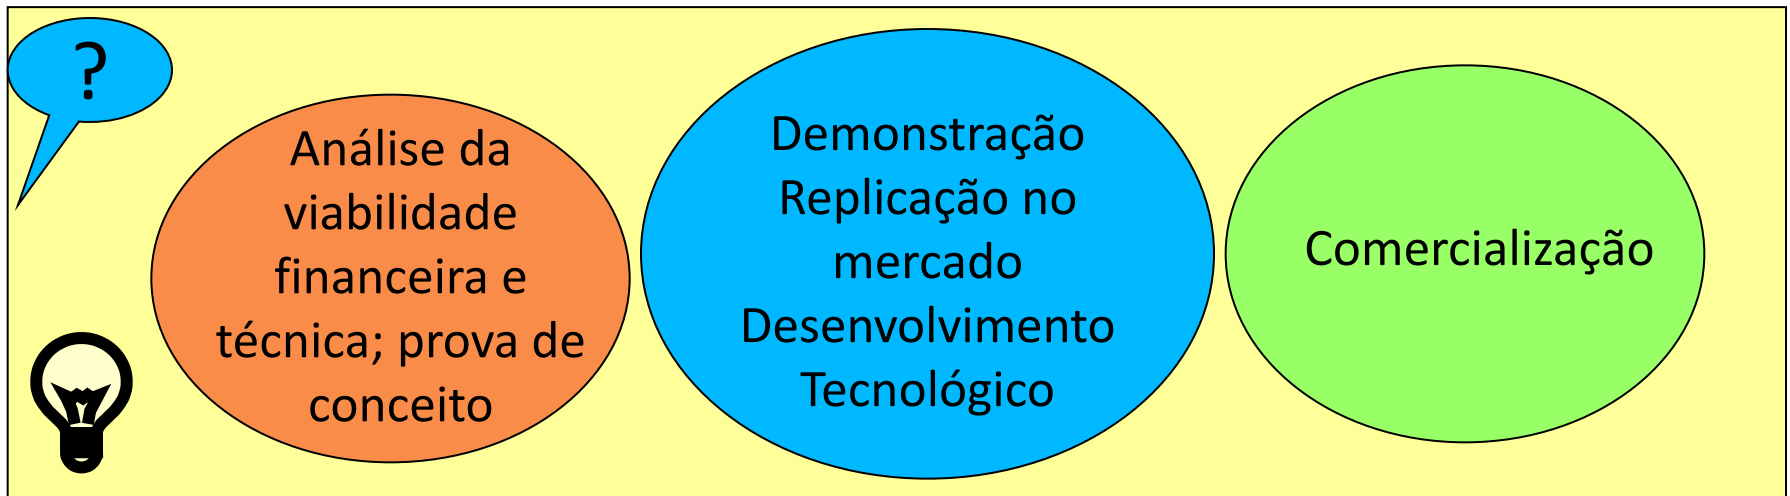 ?
Análise da
viabilidade
financeira e
técnica; prova de
conceito
Demonstração
Replicação no
mercado
Desenvolvimento
Tecnológico
Comercialização